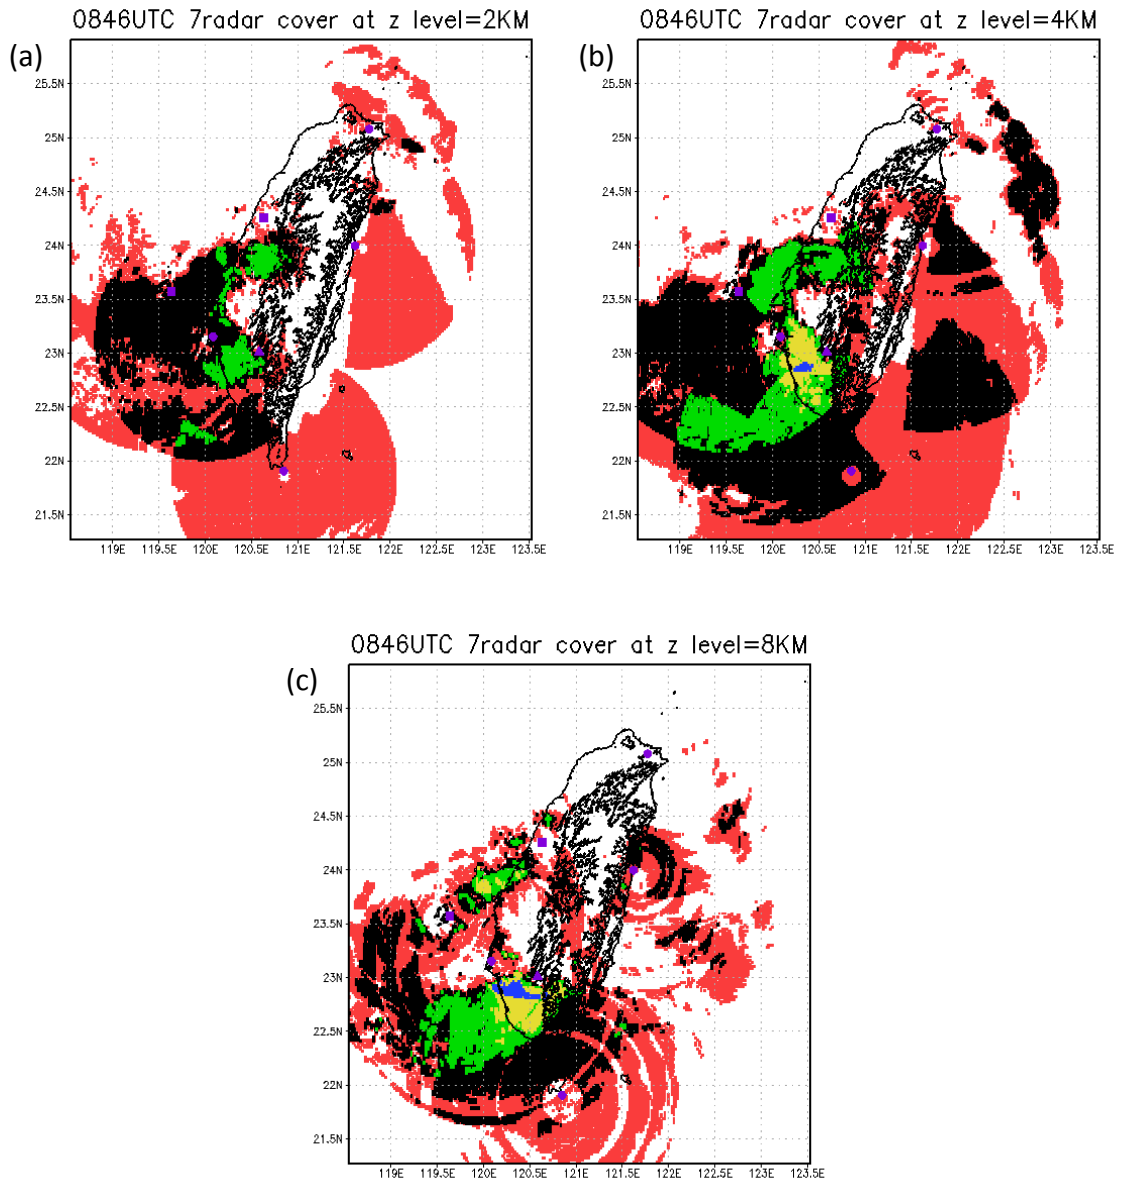 0846UTC 7radar cover at z level=2KM
(a)
25.5N
25N
24.5N
24N
23.5N
23N
22.5N
22N
21.5N
119E 119.5E 120E 120.5E 121E 121.5E 122E 122.5E 123E 123.5E
0846UTC 7radar cover at z level=4KM
(b)
25.5N
25N
24.5N
24N
23.5N
23N
22.5N
22N
21.5N
119E 119.5E 120E 120.5E 121E 121.5E 122E 122.5E 123E 123.5E
0846UTC 7radar cover at z level=8KM
(c)
25.5N
25N
24.5N
24N
23.5N
23N
22.5N
22N
21.5N
119E 119.5E 120E 120.5E 121E 121.5E 122E 122.5E 123E 123.5E